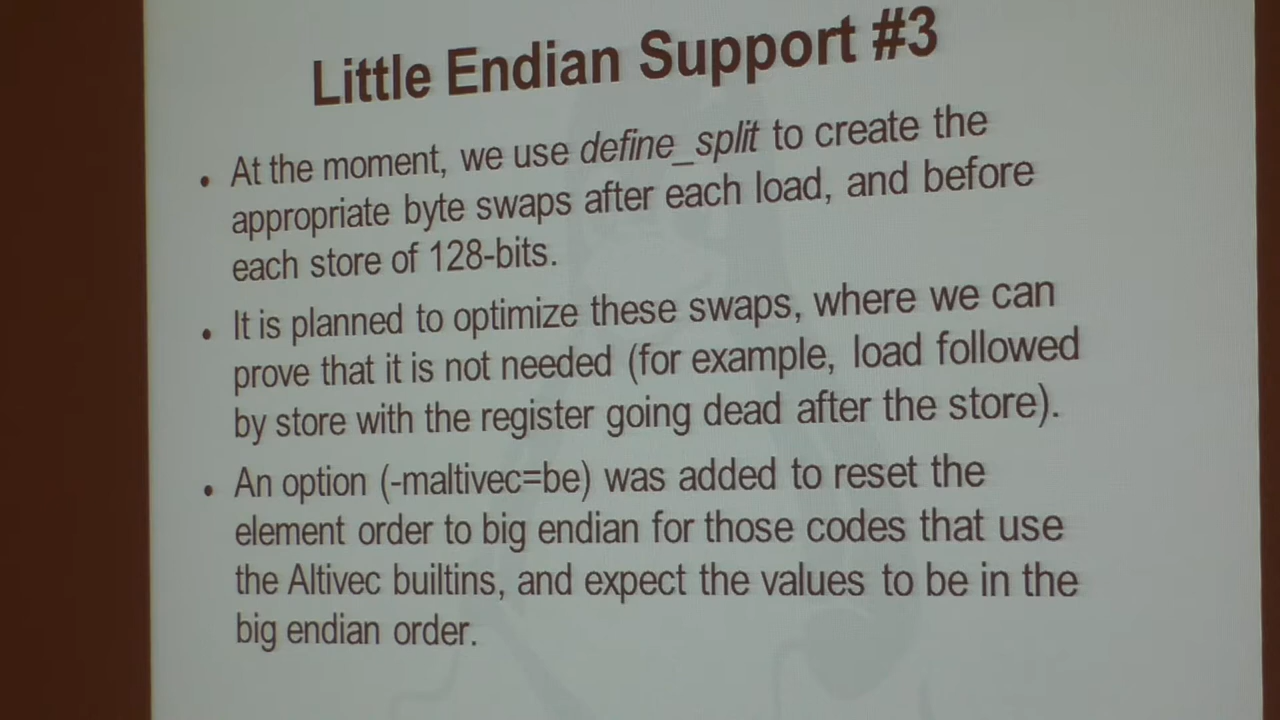 Little Endian Support #3
• At the moment, we use define_split to create the
appropriate byte swaps after each load, and before
each store of 128-bits.
• It is planned to optimize these swaps, where we can
prove that it is not needed (for example, load followed
by store with the register going dead after the store).
• An option (-maltivec=be) was added to reset the
element order to big endian for those codes that use
the Altivec builtins, and expect the values to be in the
big endian order.